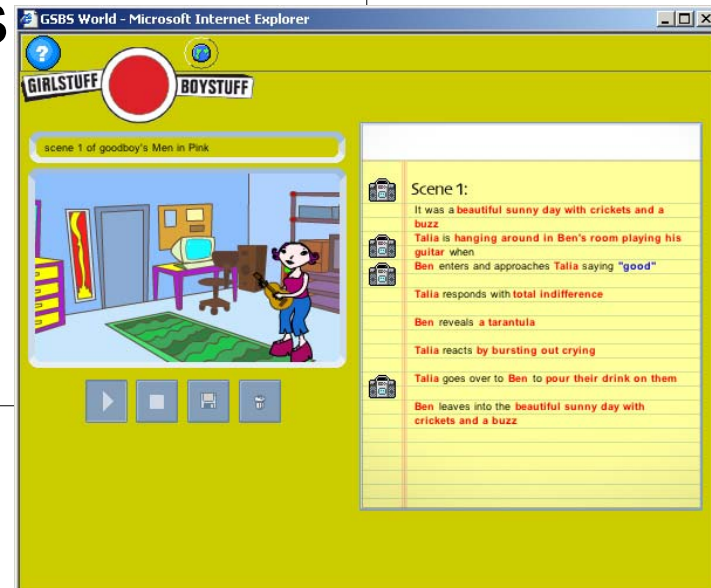 S
GSBS World - Microsoft Internet Explorer
?
GIRLSTUFF
BOYSTUFF
scene 1 of goodboy's Men in Pink
Scene 1:
It was a beautiful sunny day with crickets and a
buzz
Talia is hanging around in Ben's room playing his
guitar when
Ben enters and approaches Talia saying "good"
Talia responds with total indifference
Ben reveals a tarantula
Talia reacts by bursting out crying
Talia goes over to Ben to pour their drink on them
Ben leaves into the beautiful sunny day with
crickets and a buzz